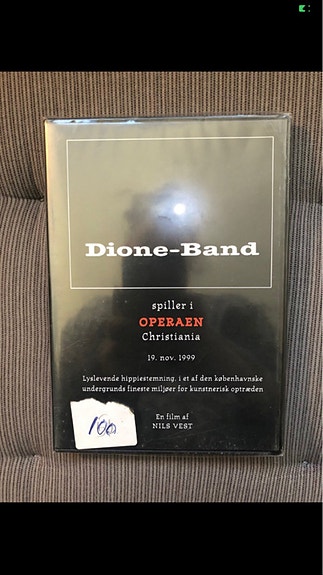 Dione-Band
spiller i
OPERAEN
Christiania
19. nov. 1999
Lyslevende hippiestemning, i et af den københavnske
undergrunds fineste miljøer for kunstnerisk optræden
En film af
NILS VEST
100